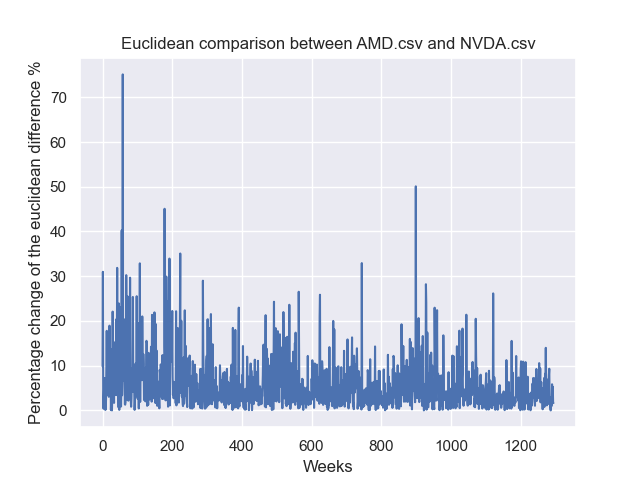 Euclidean comparison between AMD.csv and NVDA.csv
Percentage change of the euclidean difference %
70
60
50
40
30
20
10
0
0 200 400 600 800 1000 1200
Weeks